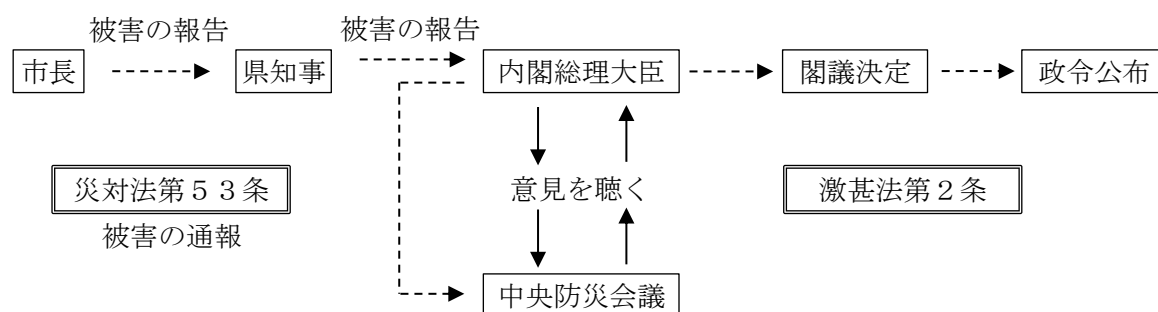 被害の報告
被害の報告
市長
県知事
内閣総理大臣
閣議決定
政令公布
災対法第５３条
意見を聴く
激甚法第２条
被害の通報
中央防災会議